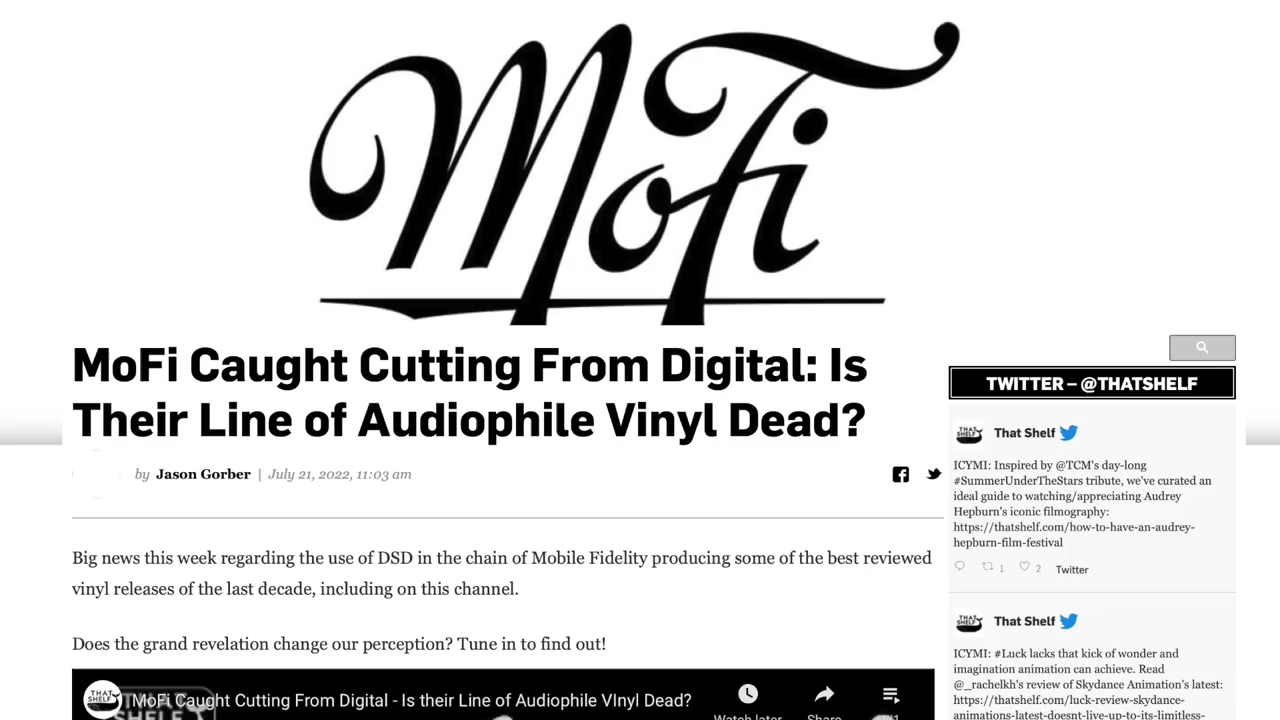 MoFi
MoFi Caught Cutting From Digital: Is
Their Line of Audiophile Vinyl Dead?
by Jason Gorber | July 21, 2022, 11:03 am
Big news this week regarding the use of DSD in the chain of Mobile Fidelity producing some of the best reviewed
vinyl releases of the last decade, including on this channel.
Does the grand revelation change our perception? Tune in to find out!
THAT
SHELF
MoFi Caught Cutting From Digital - Is their Line of Audiophile VInyl Dead?
Watch later
Share
1/1
TWITTER – @THATSHELF
THAT
SHELF
That Shelf
ICYMI: Inspired by @TCM's day-long
#SummerUnderTheStars tribute, we've curated an
ideal guide to watching/appreciating Audrey
Hepburn's iconic filmography:
https://thatshelf.com/how-to-have-an-audrey-
hepburn-film-festival
1
2
Twitter
THAT
SHELF
That Shelf
ICYMI: #Luck lacks that kick of wonder and
imagination animation can achieve. Read
@_rachelkh's review of Skydance Animation's latest:
https://thatshelf.com/luck-review-skydance-
animations-latest-doesnt-live-up-to-its-limitless-